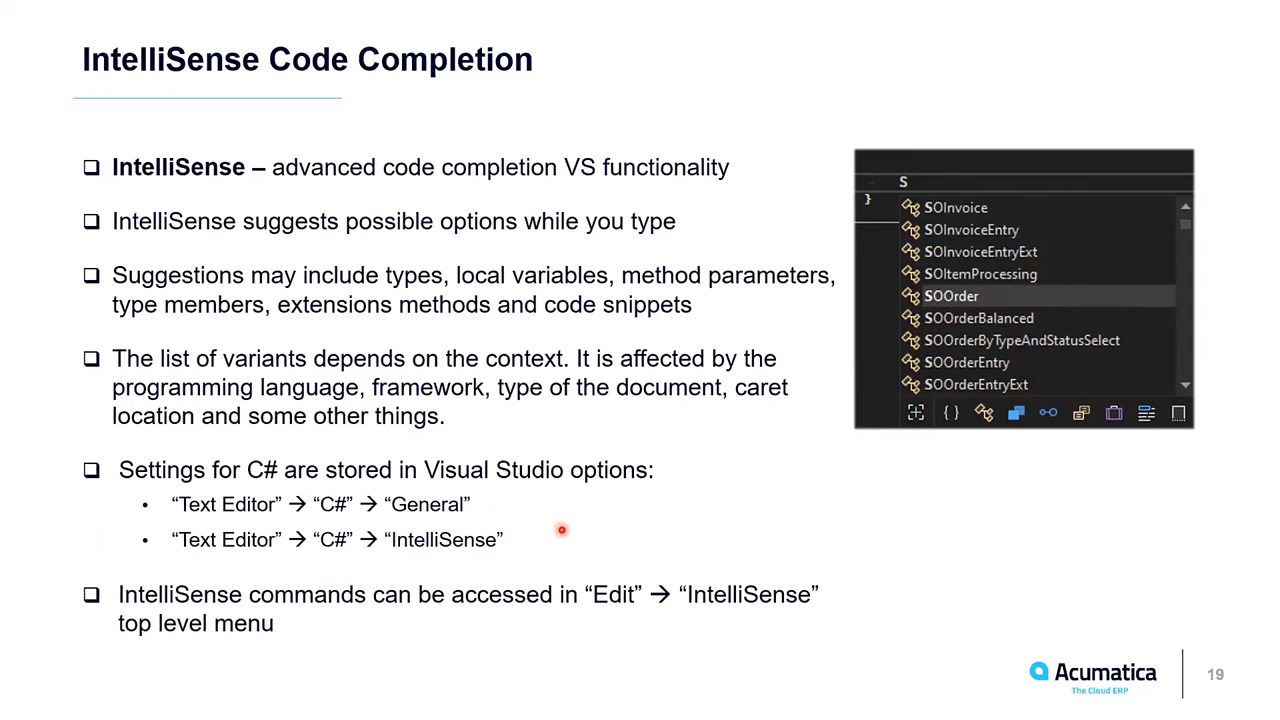 IntelliSense Code Completion
IntelliSense – advanced code completion VS functionality
IntelliSense suggests possible options while you type
Suggestions may include types, local variables, method parameters,
type members, extensions methods and code snippets
The list of variants depends on the context. It is affected by the
programming language, framework, type of the document, caret
location and some other things.
Settings for C# are stored in Visual Studio options:
• “Text Editor” → “C#” → “General”
• “Text Editor” → “C#” → “IntelliSense”
IntelliSense commands can be accessed in “Edit” → “IntelliSense”
top level menu
S
}
SOInvoice
SOInvoiceEntry
SOInvoiceEntryExt
SOItemProcessing
SOOrder
SOOrderBalanced
SOOrderByTypeAndStatusSelect
SOOrderEntry
SOOrderEntryExt
{ }
Acumatica
The Cloud ERP
19